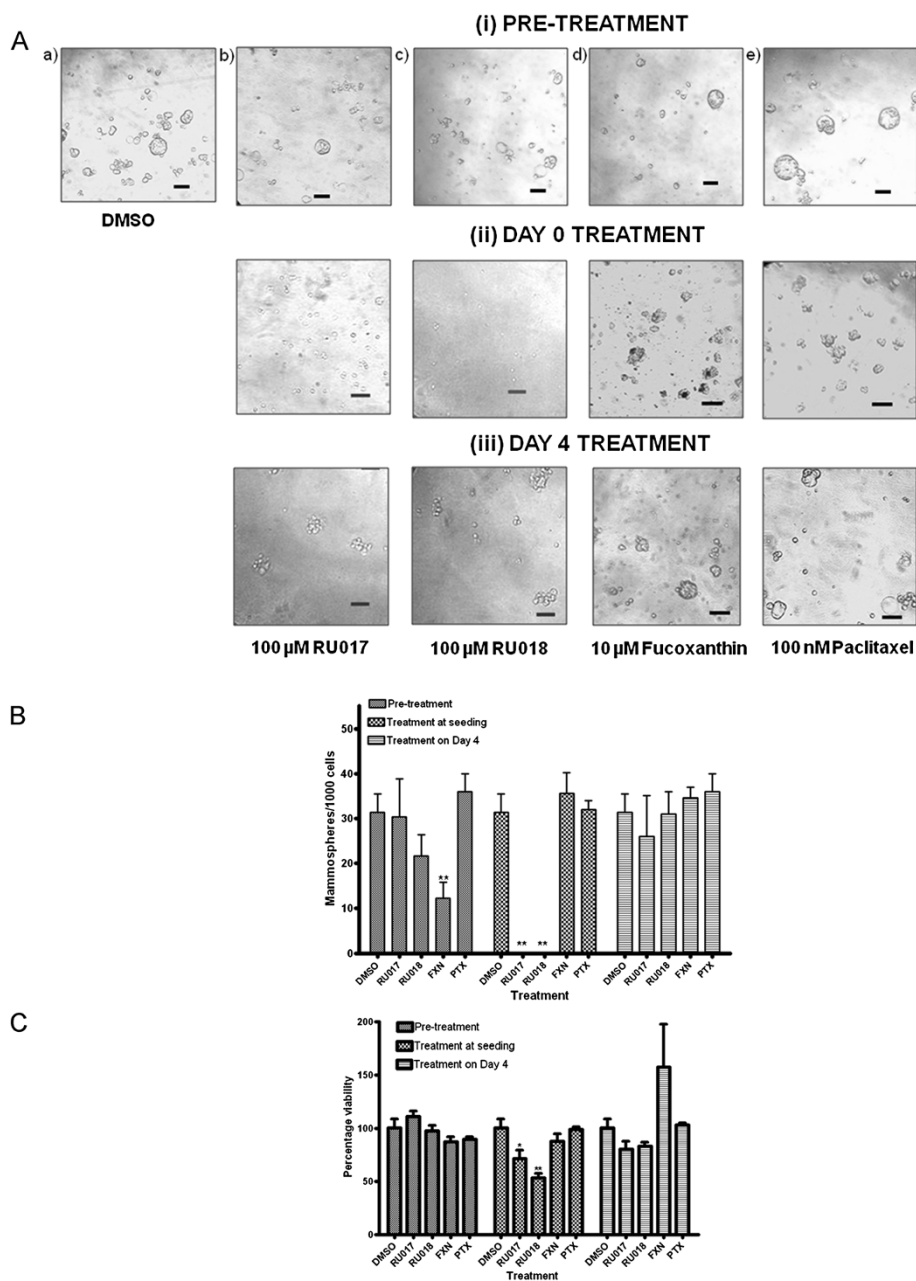 A
(i) PRE-TREATMENT
a) b) c) d) e)
DMSO
(ii) DAY 0 TREATMENT
(iii) DAY 4 TREATMENT
100 µM RU017 100 µM RU018 10 µM Fucoxanthin 100 nM Paclitaxel
B
Pre-treatment
Treatment at seeding
Treatment on Day 4
Mammospheres/1000 cells
50
40
30
20
10
0
**
** **
DMSO RU017 RU018 FXN PTX DMSO RU017 RU018 FXN PTX DMSO RU017 RU018 FXN PTX
Treatment
C
Pre-treatment
Treatment at seeding
Treatment on Day 4
Percentage viability
200
150
100
50
0
*
**
DMSO RU017 RU018 FXN PTX DMSO RU017 RU018 FXN PTX DMSO RU017 RU018 FXN PTX
Treatment